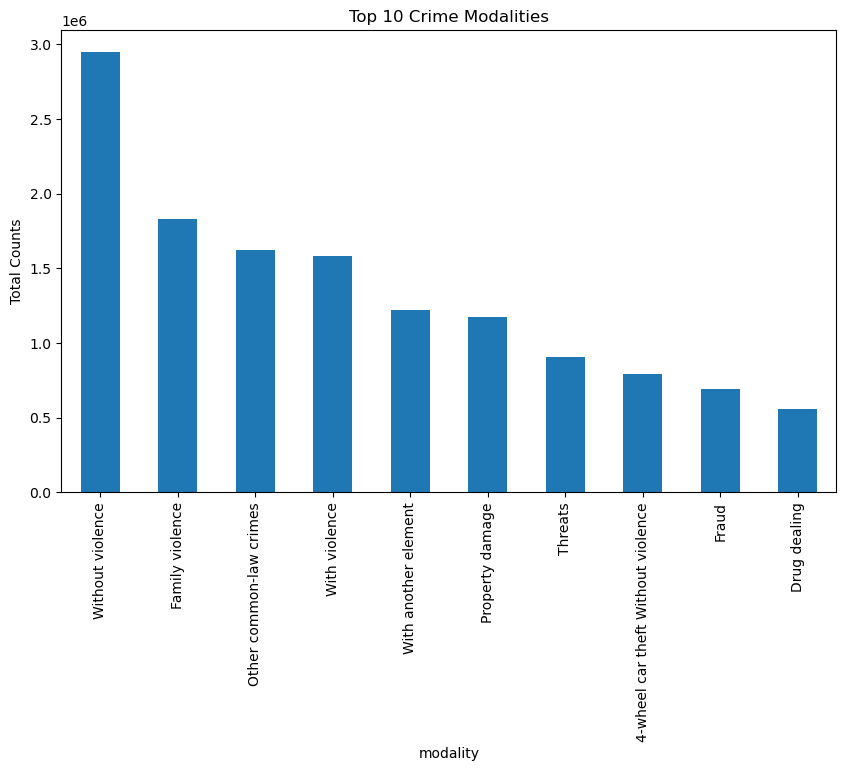 Top 10 Crime Modalities
1e6
3.0
2.5
2.0
1.5
1.0
0.5
0.0
Total Counts
Without violence
Family violence
Other common-law crimes
With violence
With another element
Property damage
Threats
4-wheel car theft Without violence
Fraud
Drug dealing
modality